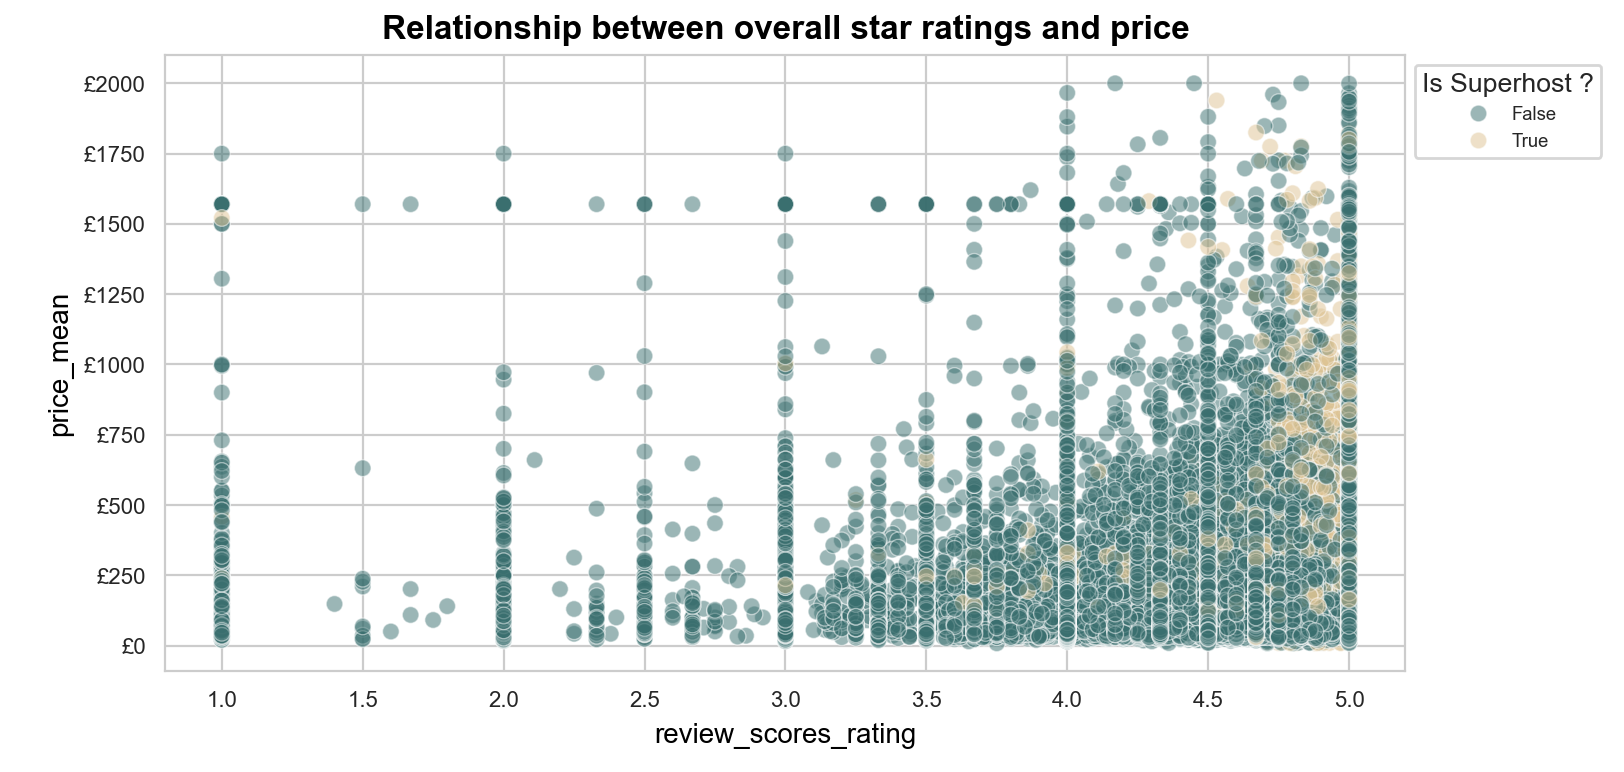 Relationship between overall star ratings and price
Is Superhost ?
False
True
price_mean
£2000
£1750
£1500
£1250
£1000
£750
£500
£250
£0
1.0 1.5 2.0 2.5 3.0 3.5 4.0 4.5 5.0
review_scores_rating